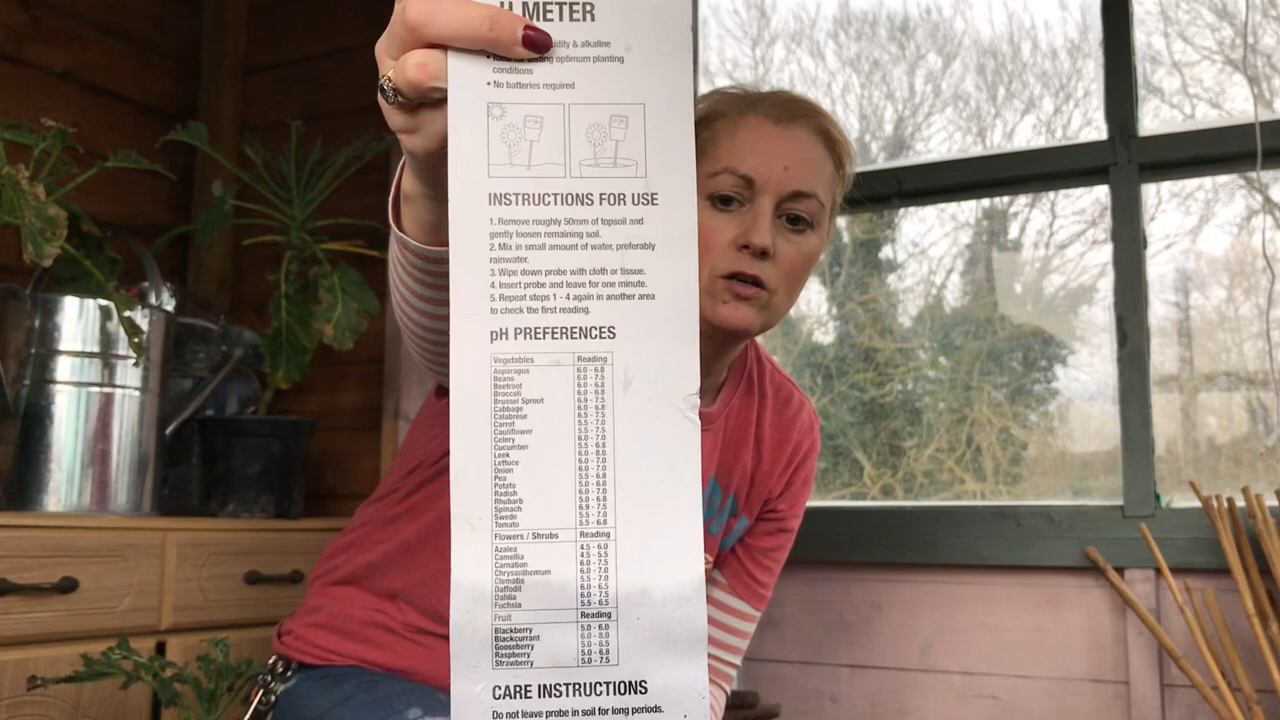 METER
& alkaline
testing optimum planting
conditions
• No batteries required
INSTRUCTIONS FOR USE
1. Remove roughly 50mm of topsoil and
gently loosen remaining soil.
2. Mix in small amount of water, preferably
rainwater.
3. Wipe down probe with cloth or tissue.
4. Insert probe and leave for one minute.
5. Repeat steps 1 - 4 again in another area
to check the first reading.
pH PREFERENCES
Vegetables Reading
Asparagus 6.0 - 6.8
Beans 6.0 - 7.5
Beetroot 6.0 - 6.8
Broccoli 6.0 - 6.8
Brussel Sprout 6.9 - 7.5
Cabbage 6.0 - 6.8
Calabrese 6.5 - 7.5
Carrot 5.5 - 7.0
Cauliflower 5.5 - 7.5
Celery 6.0 - 7.0
Cucumber 5.5 - 6.8
Leek 6.0 - 8.0
Lettuce 6.0 - 7.0
Onion 6.0 - 7.0
Pea 5.5 - 6.8
Potato 5.0 - 6.8
Radish 6.0 - 7.0
Rhubarb 5.0 - 6.8
Spinach 6.9 - 7.5
Swede 5.5 - 7.0
Tomato 5.5 - 6.8
Flowers / Shrubs Reading
Azalea 4.5 - 6.0
Camellia 4.5 - 5.5
Carnation 6.0 - 7.5
Chrysanthemum 6.0 - 7.0
Clematis 5.5 - 7.0
Daffodil 6.0 - 6.5
Dahlia 6.0 - 7.5
Fuchsia 5.5 - 6.5
Fruit Reading
Blackberry 5.0 - 6.0
Blackcurrant 6.0 - 8.0
Gooseberry 5.0 - 6.5
Raspberry 5.0 - 6.8
Strawberry 5.0 - 7.5
CARE INSTRUCTIONS
Do not leave probe in soil for long periods.